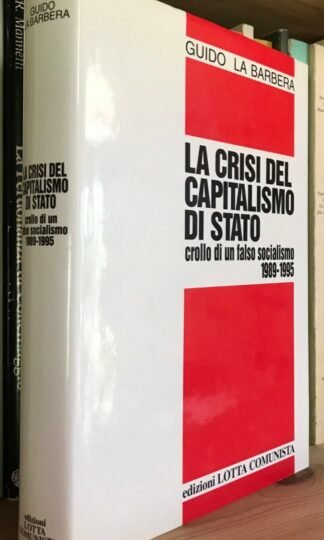 GUIDO
LA BARBERA
LA CRISI DEL
CAPITALISMO
DI STATO
crollo di un
falso socialismo
1989-1995
edizioni
LOTTA COMUNISTA
GUIDO LA BARBERA
LA CRISI DEL
CAPITALISMO
DI STATO
crollo di un falso socialismo
1989-1995
edizioni LOTTA COMUNISTA
R. Mannelli